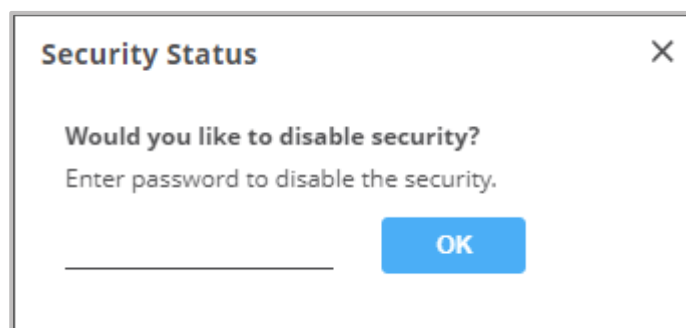 Security Status
Would you like to disable security?
Enter password to disable the security.
OK